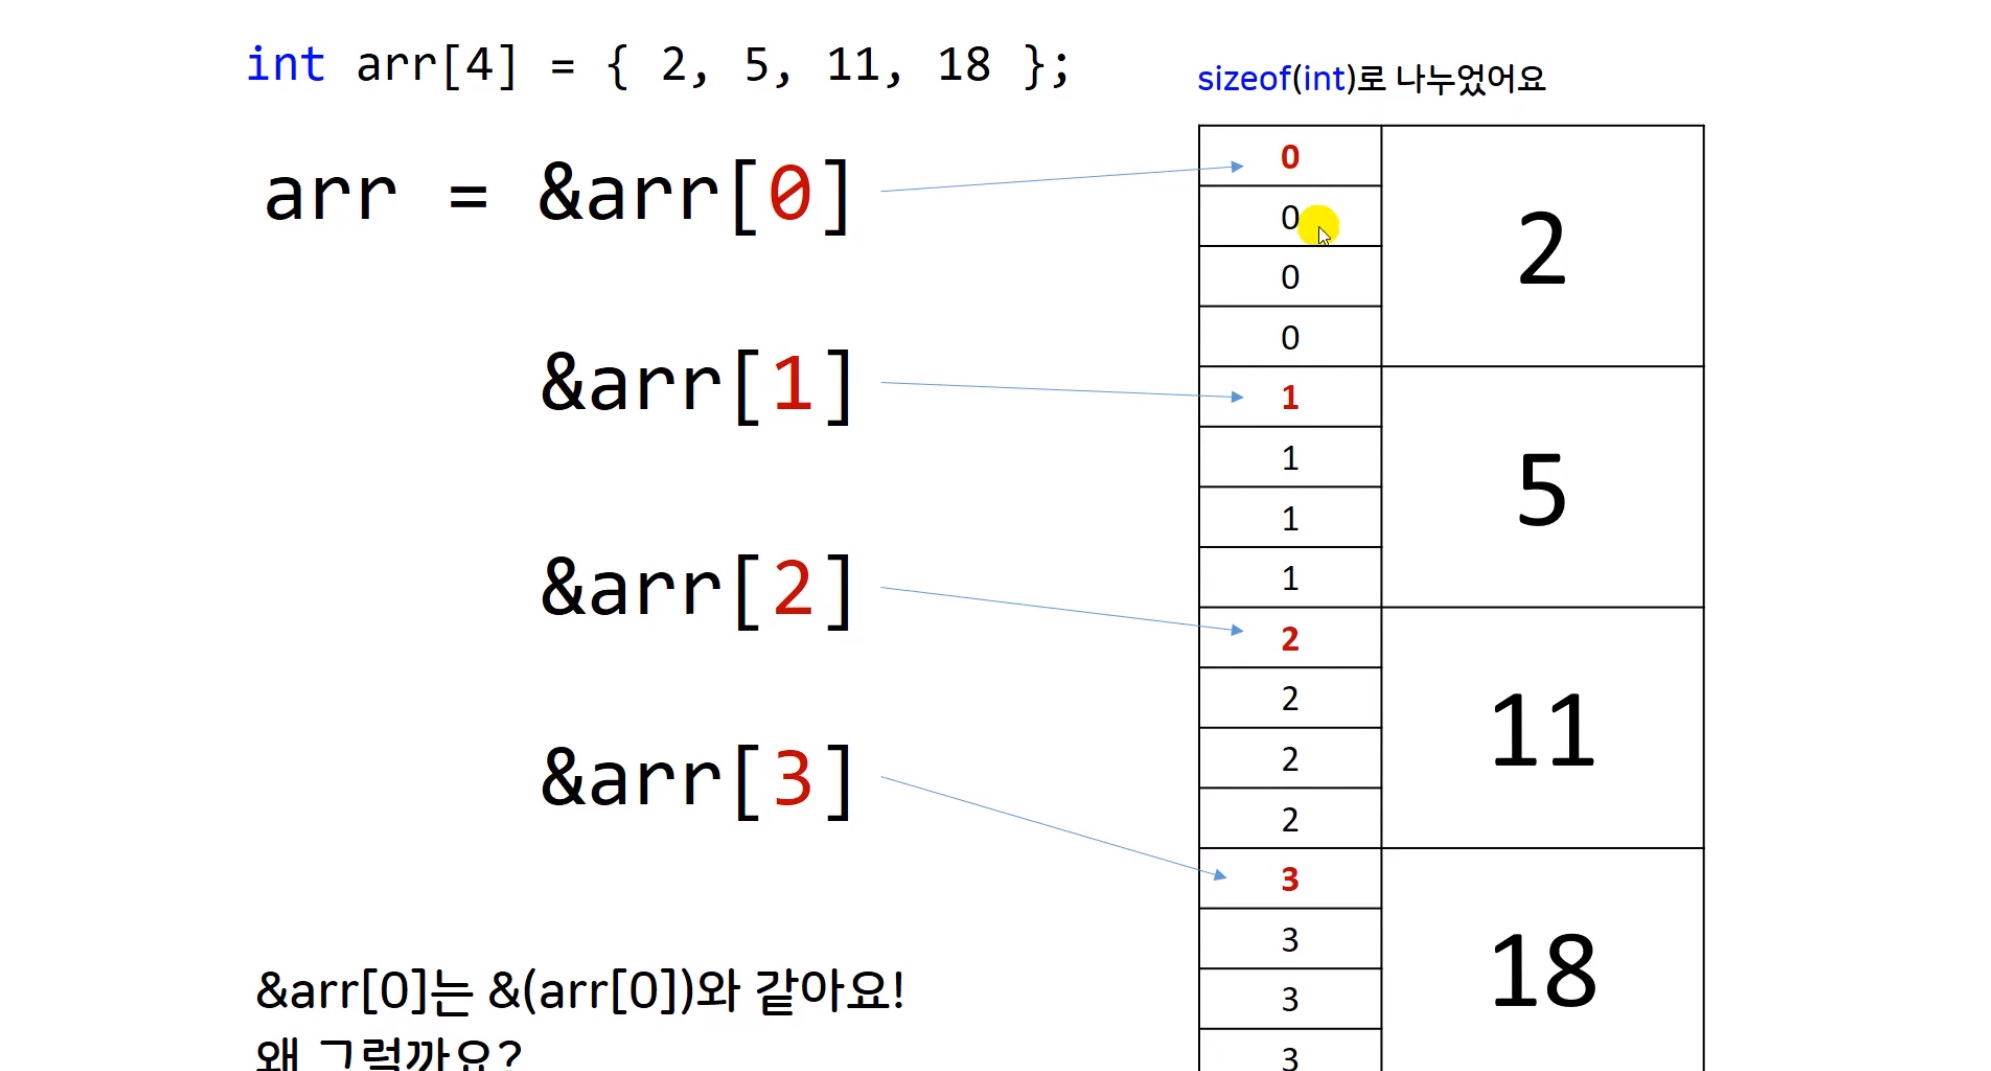 int arr[4] = { 2, 5, 11, 18 };
sizeof(int)로 나누었어요
arr = &arr[0]
&arr[1]
&arr[2]
&arr[3]
0
0
0
0
2
1
1
1
1
5
2
2
2
2
11
3
3
3
3
18
&arr[0]는 &(arr[0])와 같아요!
왜 그럴까요?